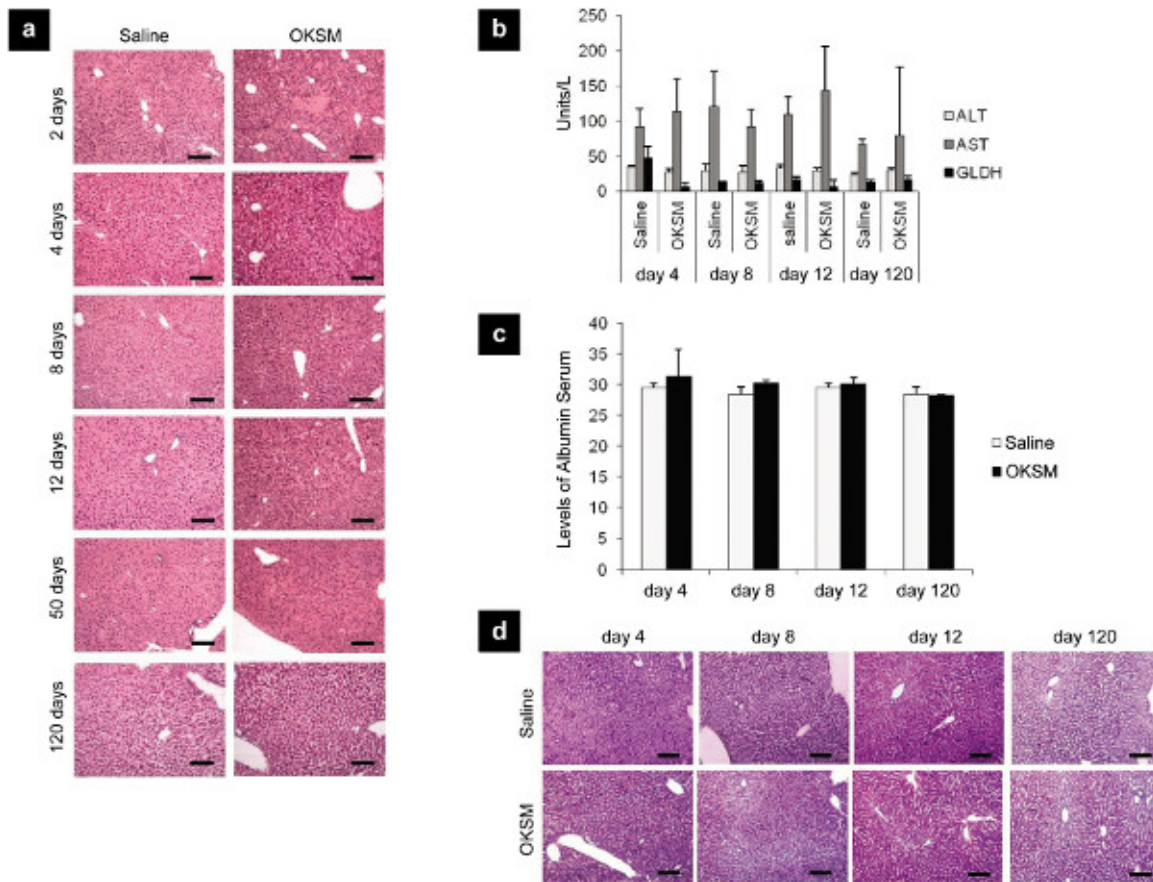 a
Saline
OKSM
2 days
4 days
8 days
12 days
50 days
120 days
b
Units/L
250
200
150
100
50
0
ALT
AST
GLDH
Saline
OKSM
Saline
OKSM
saline
OKSM
Saline
OKSM
day 4
day 8
day 12
day 120
c
Levels of Albumin Serum
40
35
30
25
20
15
10
5
0
Saline
OKSM
day 4
day 8
day 12
day 120
d
day 4
day 8
day 12
day 120
Saline
OKSM